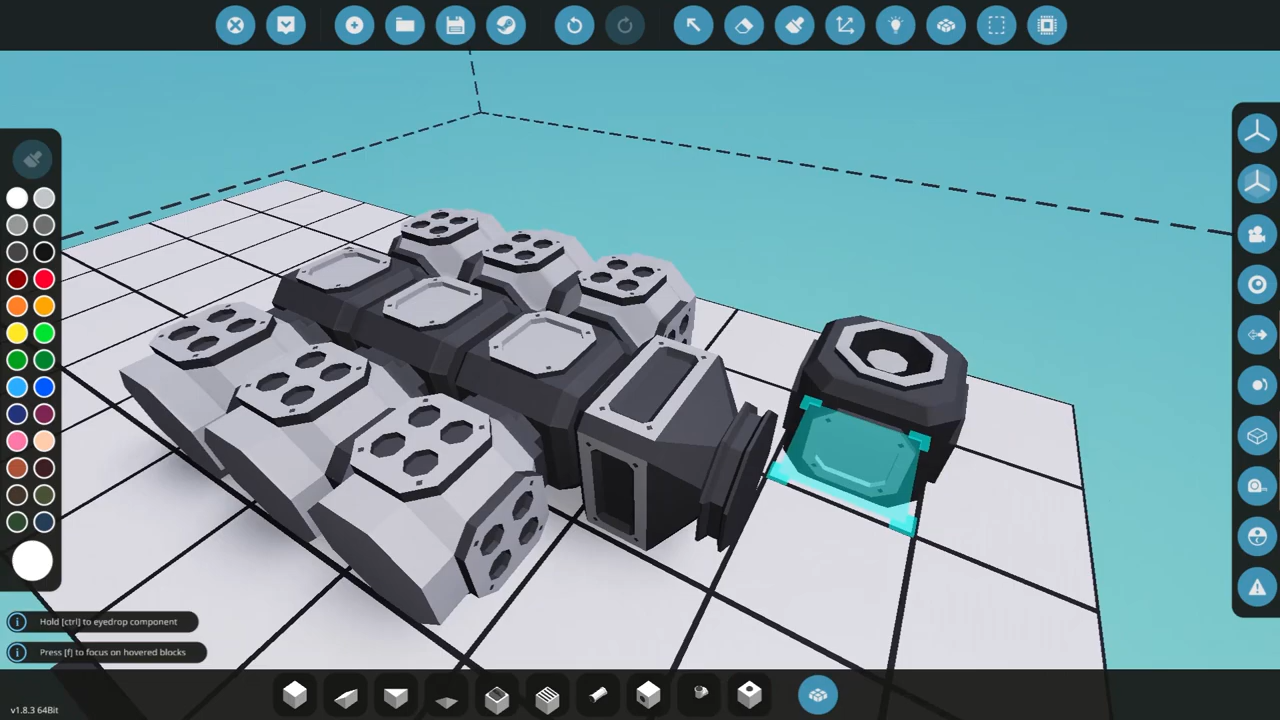 Hold [ctrl] to eyedrop component
Press [f] to focus on hovered blocks
v1.8.3 64Bit